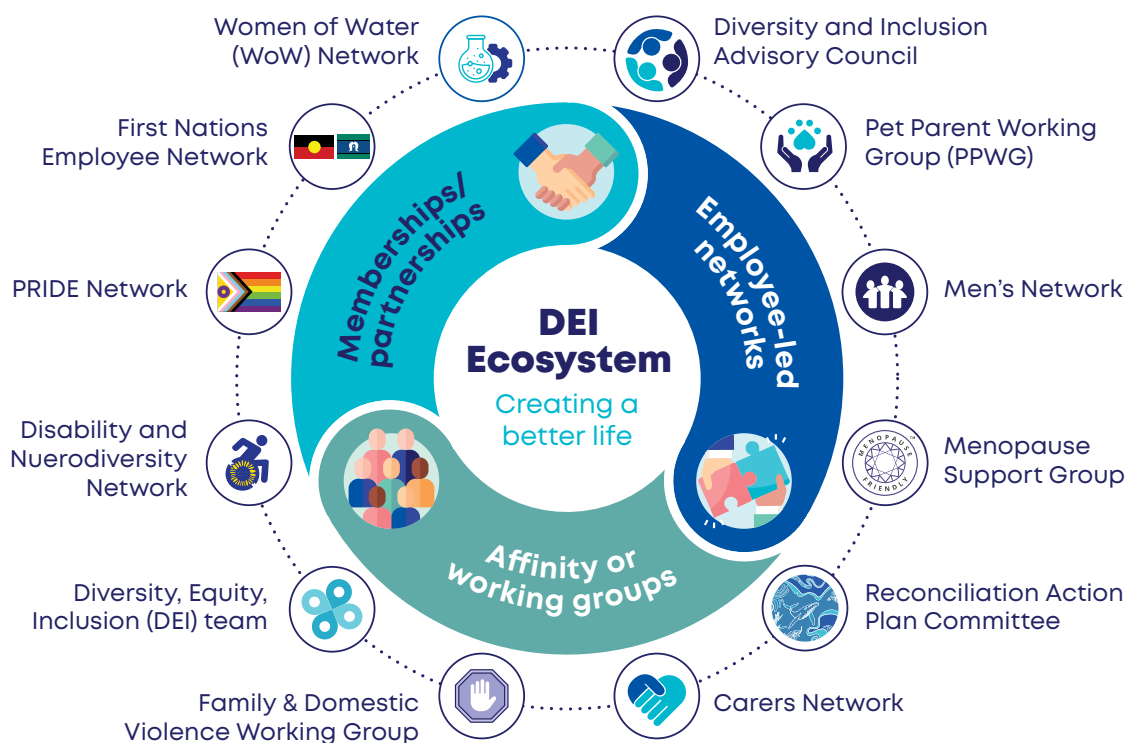 Women of Water
(WoW) Network
Diversity and Inclusion
Advisory Council
First Nations
Employee Network
Pet Parent Working
Group (PPWG)
PRIDE Network
Men's Network
Disability and
Nuerodiversity
Network
Menopause
Support Group
MENOPAUSE
FRIENDLY
Diversity, Equity,
Inclusion (DEI) team
Reconciliation Action
Plan Committee
Family & Domestic
Violence Working Group
Carers Network
Memberships/
partnerships
Employee-led
networks
Affinity or
working groups
DEI
Ecosystem
Creating a
better life